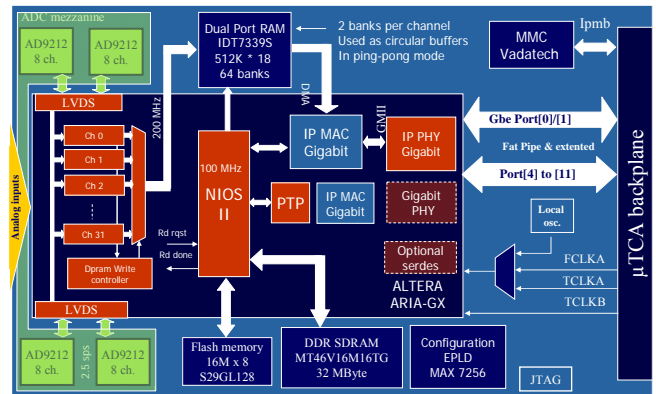 ADC mezzanine
AD9212
8 ch.
AD9212
8 ch.
LVDS
Ch 0
Ch 1
Ch 2
Ch 31
Dpram Write
controller
LVDS
AD9212
8 ch.
2.5 sps
AD9212
8 ch.
Analog inputs
200 MHz
Dual Port RAM
IDT7339S
512K * 18
64 banks
2 banks per channel
Used as circular buffers
In ping-pong mode
DMA
100 MHz
NIOS
II
Rd rqst
Rd done
IP MAC
Gigabit
GMII
IP PHY
Gigabit
PTP
IP MAC
Gigabit
Gigabit
PHY
Optional
serdes
ALTERA
ARIA-GX
MMC
Vadatech
Ipmb
Gbe Port[0]/[1]
Fat Pipe & extented
Port[4] to [11]
Local
osc.
FCLKA
TCLKA
TCLKB
µTCA backplane
Flash memory
16M x 8
S29GL128
DDR SDRAM
MT46V16M16TG
32 MByte
Configuration
EPLD
MAX 7256
JTAG